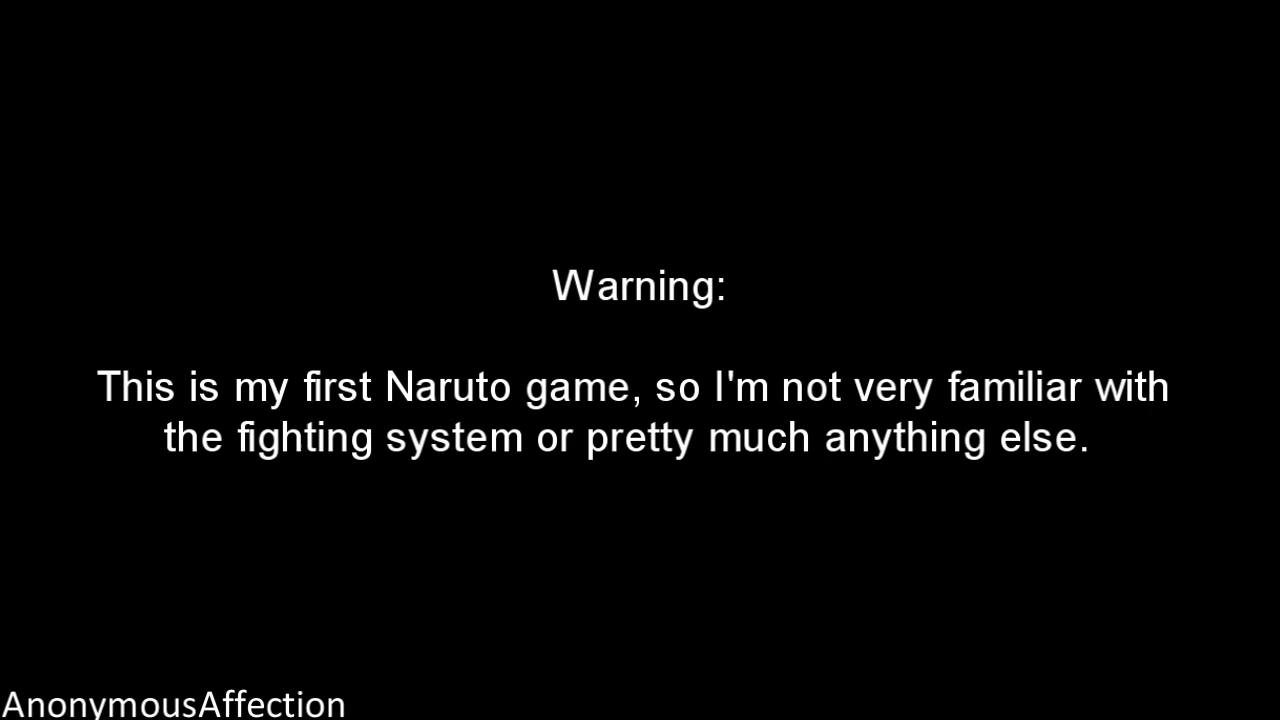 Warning:
This is my first Naruto game, so I'm not very familiar with
the fighting system or pretty much anything else.
AnonymousAffection